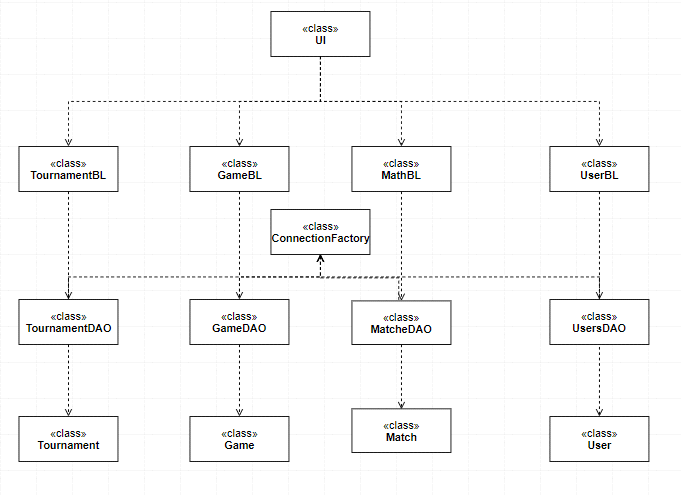 «class»
UI
«class»
TournamentBL
«class»
GameBL
«class»
MathBL
«class»
UserBL
«class»
ConnectionFactory
«class»
TournamentDAO
«class»
GameDAO
«class»
MatcheDAO
«class»
UsersDAO
«class»
Tournament
«class»
Game
«class»
Match
«class»
User